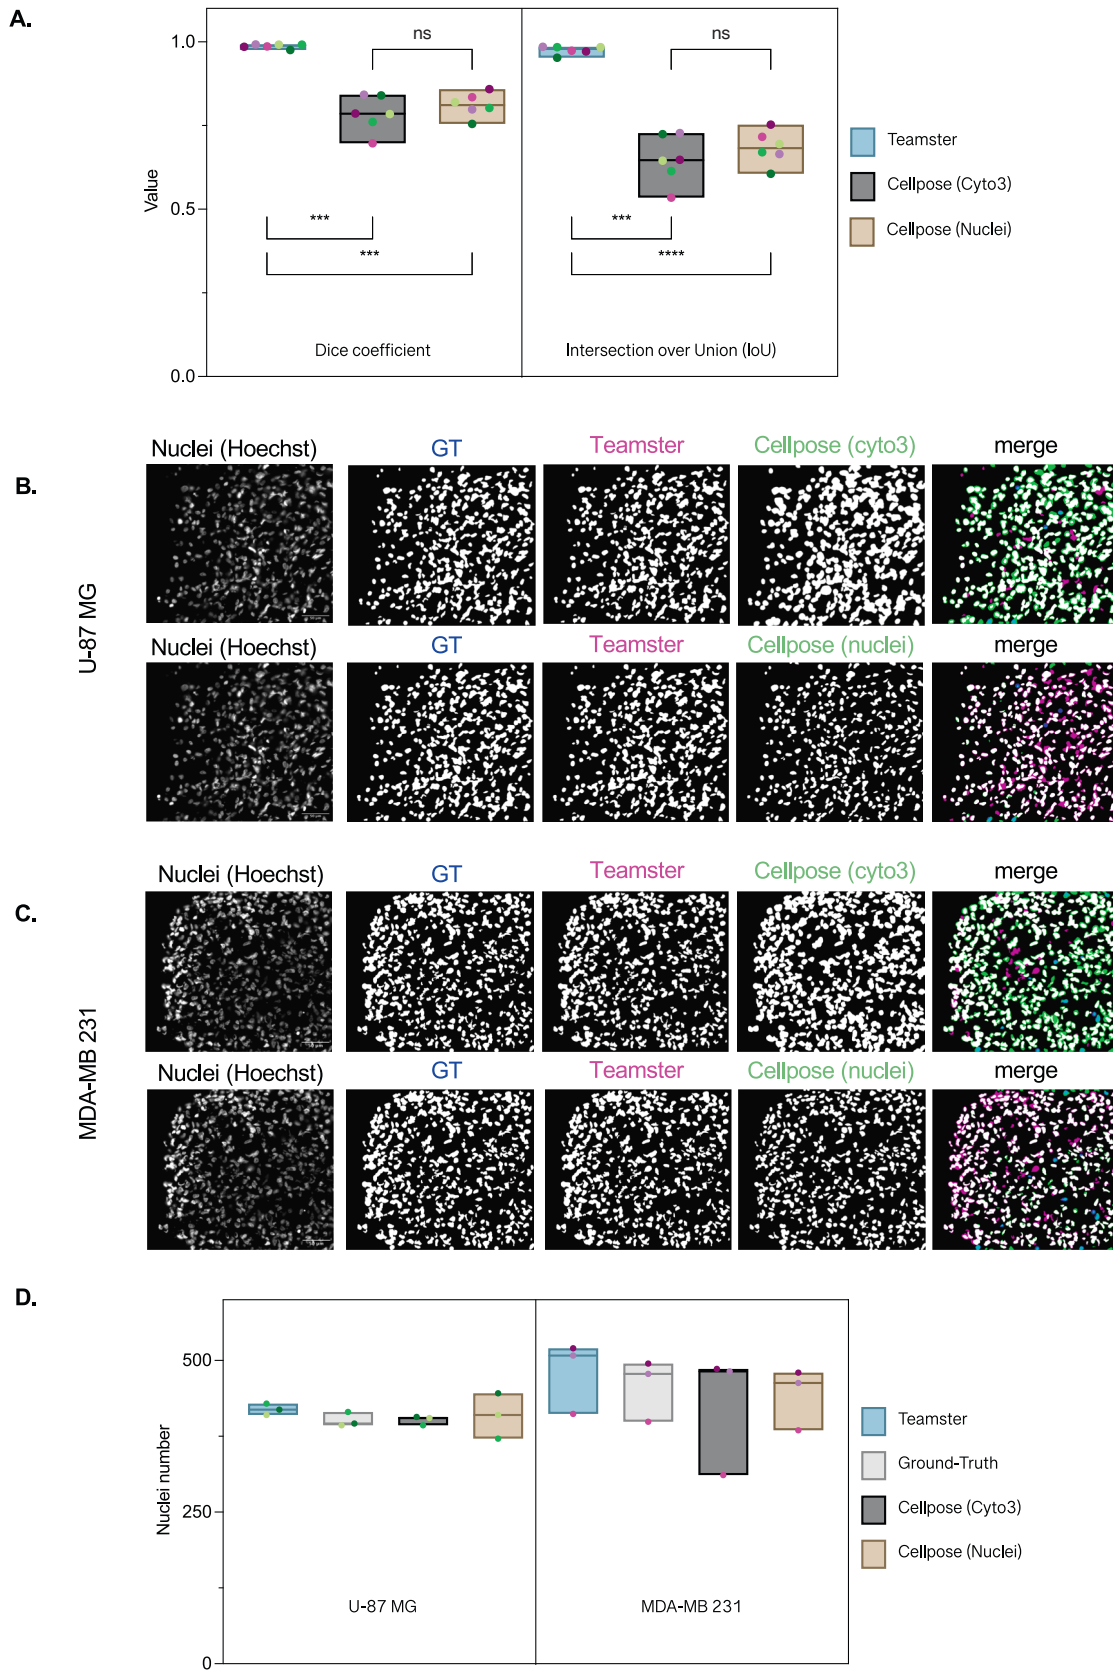 A.
1.0
0.5
0.0
Value
ns
ns
***
***
***
****
Dice coefficient
Intersection over Union (IoU)
Teamster
Cellpose (Cyto3)
Cellpose (Nuclei)
B.
U-87 MG
Nuclei (Hoechst)
GT
Teamster
Cellpose (cyto3)
merge
Nuclei (Hoechst)
GT
Teamster
Cellpose (nuclei)
merge
C.
MDA-MB 231
Nuclei (Hoechst)
GT
Teamster
Cellpose (cyto3)
merge
Nuclei (Hoechst)
GT
Teamster
Cellpose (nuclei)
merge
D.
500
250
0
Nuclei number
U-87 MG
MDA-MB 231
Teamster
Ground-Truth
Cellpose (Cyto3)
Cellpose (Nuclei)